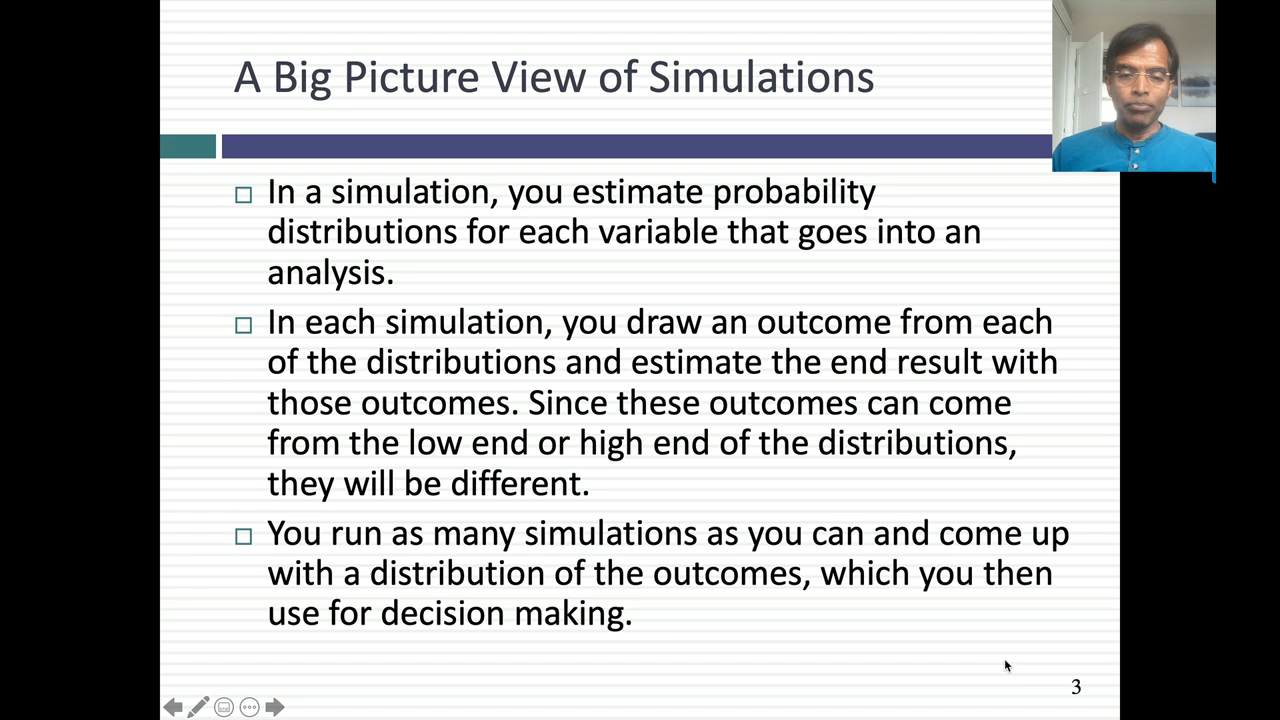 A Big Picture View of Simulations
In a simulation, you estimate probability
distributions for each variable that goes into an
analysis.
In each simulation, you draw an outcome from each
of the distributions and estimate the end result with
those outcomes. Since these outcomes can come
from the low end or high end of the distributions,
they will be different.
You run as many simulations as you can and come up
with a distribution of the outcomes, which you then
use for decision making.
3